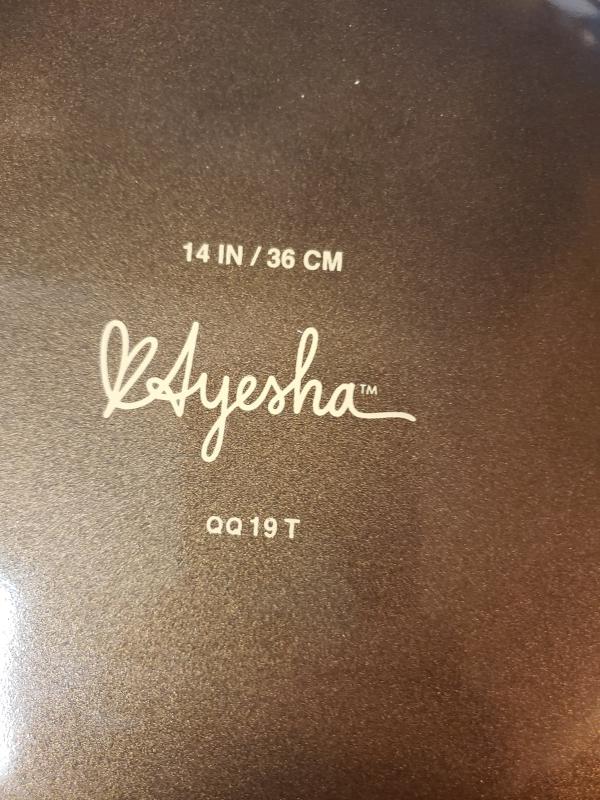 14 IN / 36 CM
Ayesha™
QQ 19 T